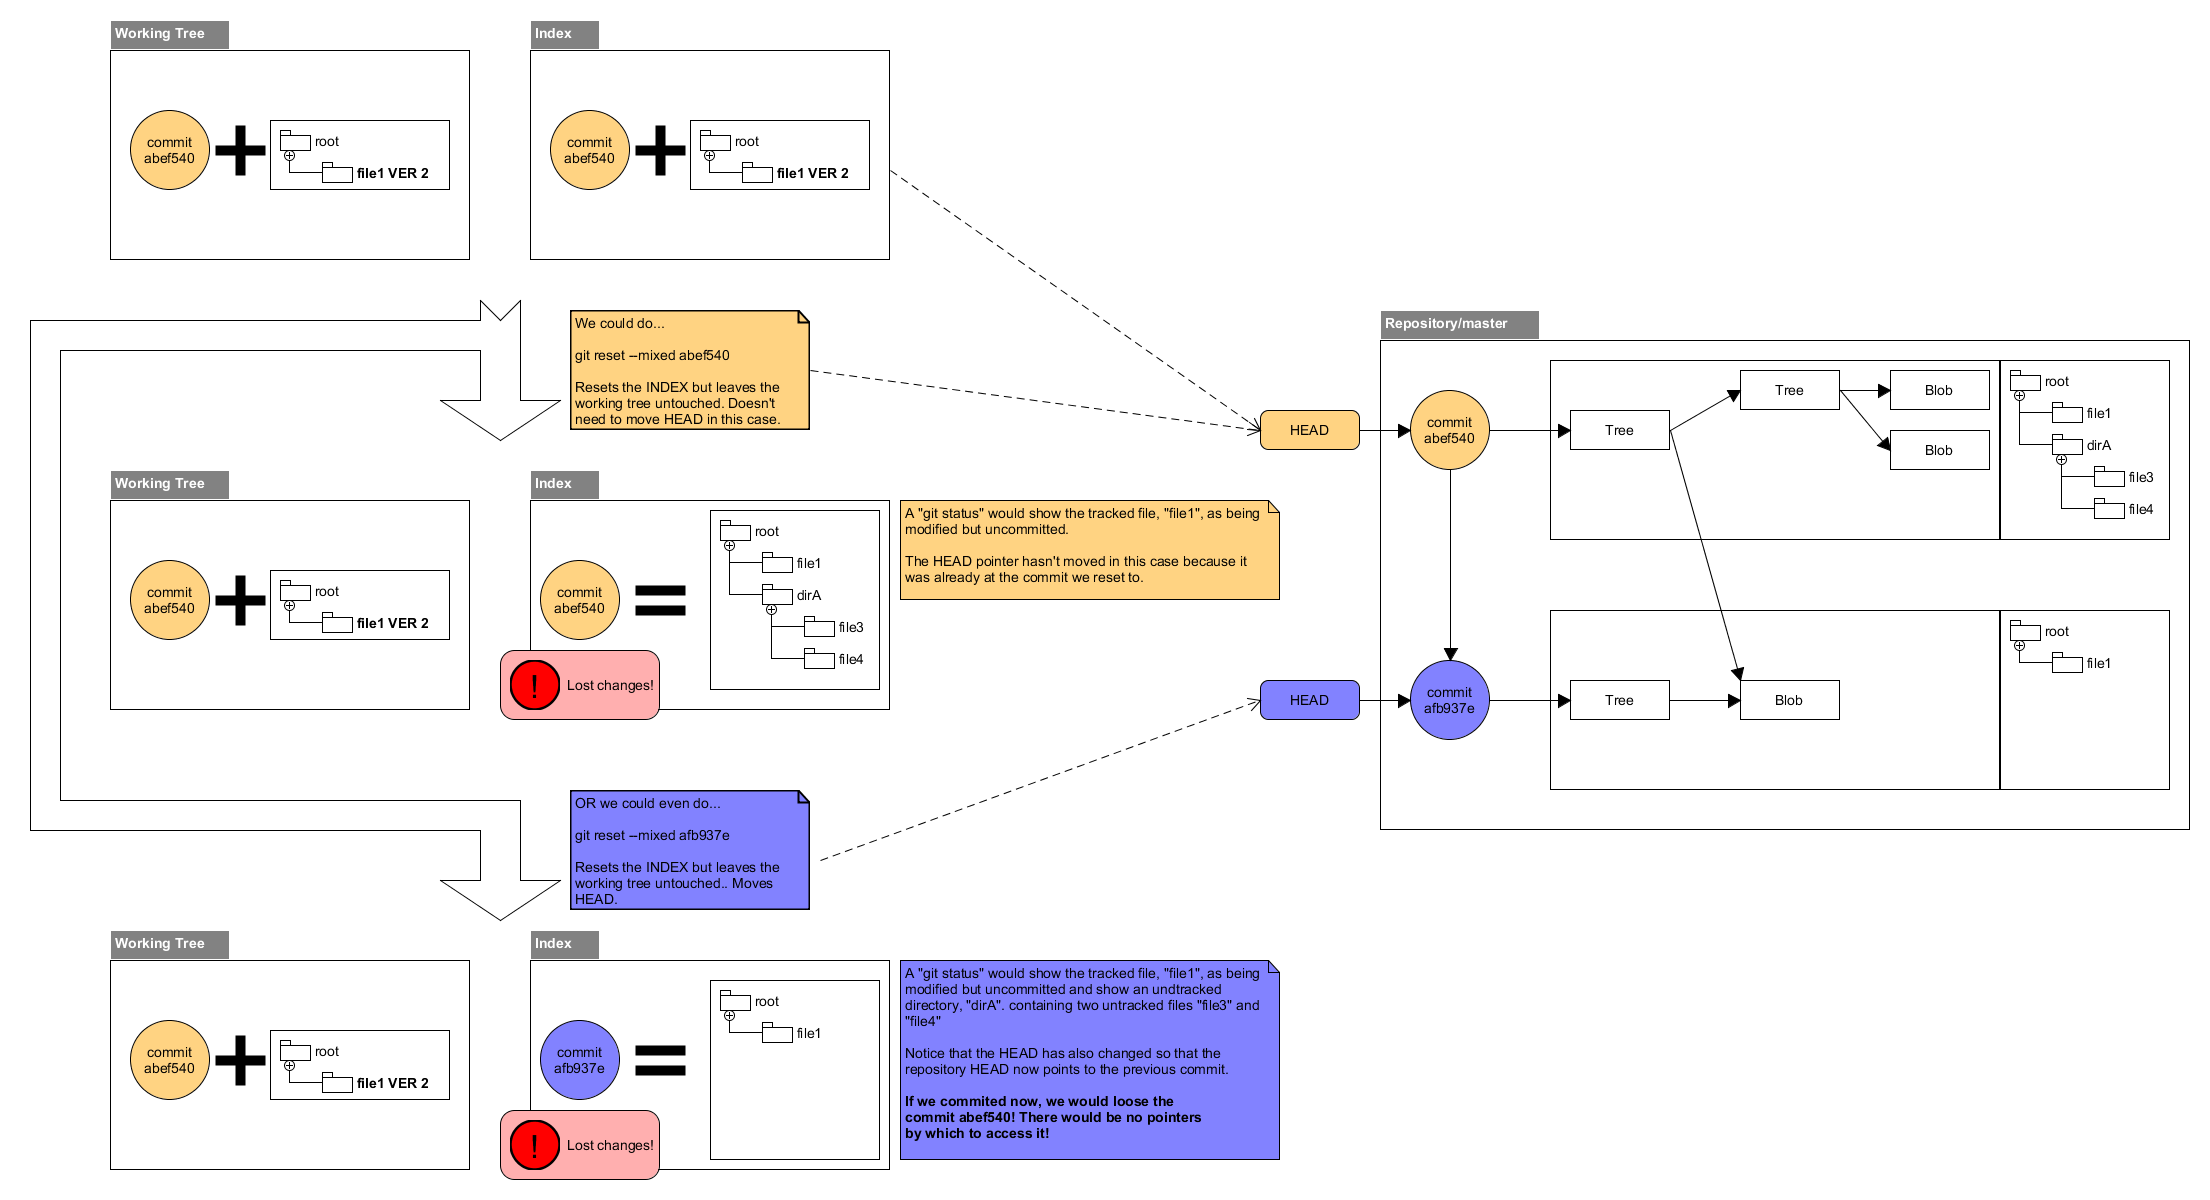 Working Tree
Index
commit
abef540
root
file1 VER 2
commit
abef540
root
file1 VER 2
We could do...
git reset --mixed abef540
Resets the INDEX but leaves the
working tree untouched. Doesn't
need to move HEAD in this case.
Repository/master
HEAD
commit
abef540
Tree
Tree
Blob
Blob
root
file1
dirA
file3
file4
Working Tree
Index
commit
abef540
root
file1 VER 2
commit
abef540
root
file1
dirA
file3
file4
! Lost changes!
A "git status" would show the tracked file, "file1", as being
modified but uncommitted.
The HEAD pointer hasn't moved in this case because it
was already at the commit we reset to.
HEAD
commit
afb937e
Tree
Blob
root
file1
OR we could even do...
git reset --mixed afb937e
Resets the INDEX but leaves the
working tree untouched.. Moves
HEAD.
Working Tree
Index
commit
abef540
root
file1 VER 2
commit
afb937e
root
file1
! Lost changes!
A "git status" would show the tracked file, "file1", as being
modified but uncommitted and show an undtracked
directory, "dirA". containing two untracked files "file3" and
"file4"
Notice that the HEAD has also changed so that the
repository HEAD now points to the previous commit.
If we commited now, we would loose the
commit abef540! There would be no pointers
by which to access it!